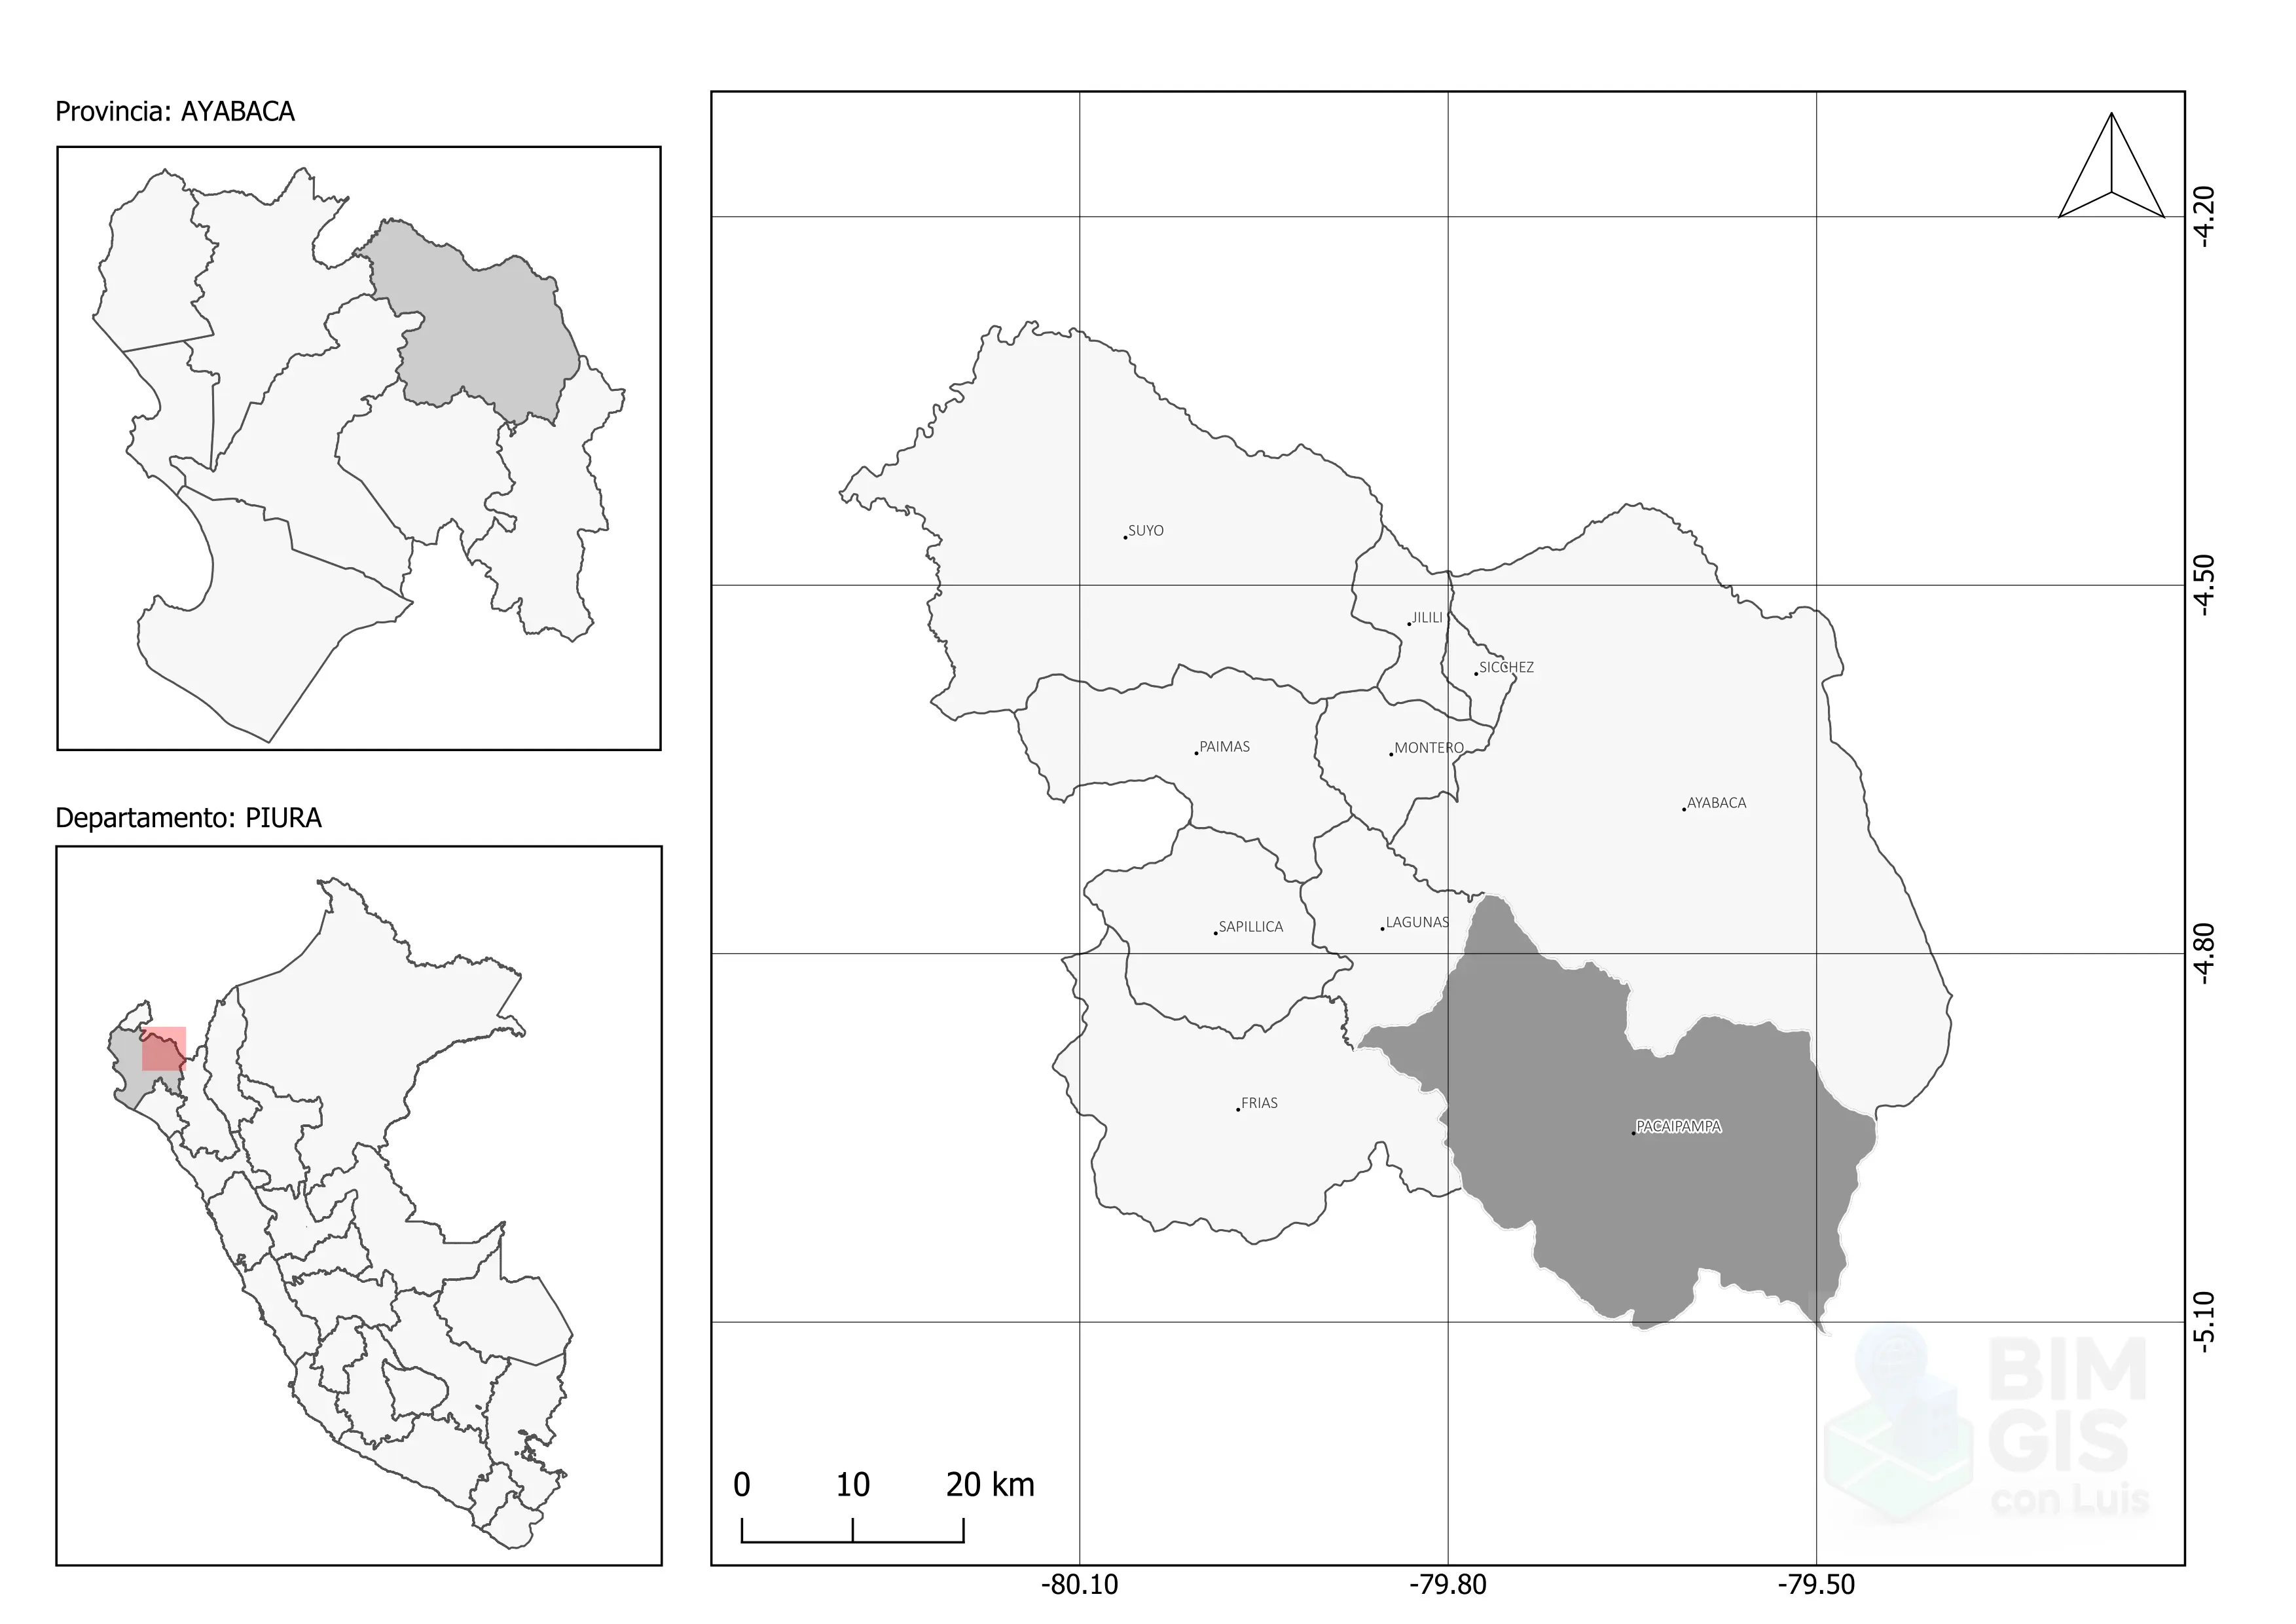 Provincia: AYABACA
Departamento: PIURA
SUYO
JILILI
SICCHEZ
PAIMAS
MONTERO
AYABACA
SAPILLICA
LAGUNAS
FRIAS
PACAIPAMPA
-4.20
-4.50
-4.80
-5.10
0 10 20 km
-80.10 -79.80 -79.50
BIM
GIS
con Luis